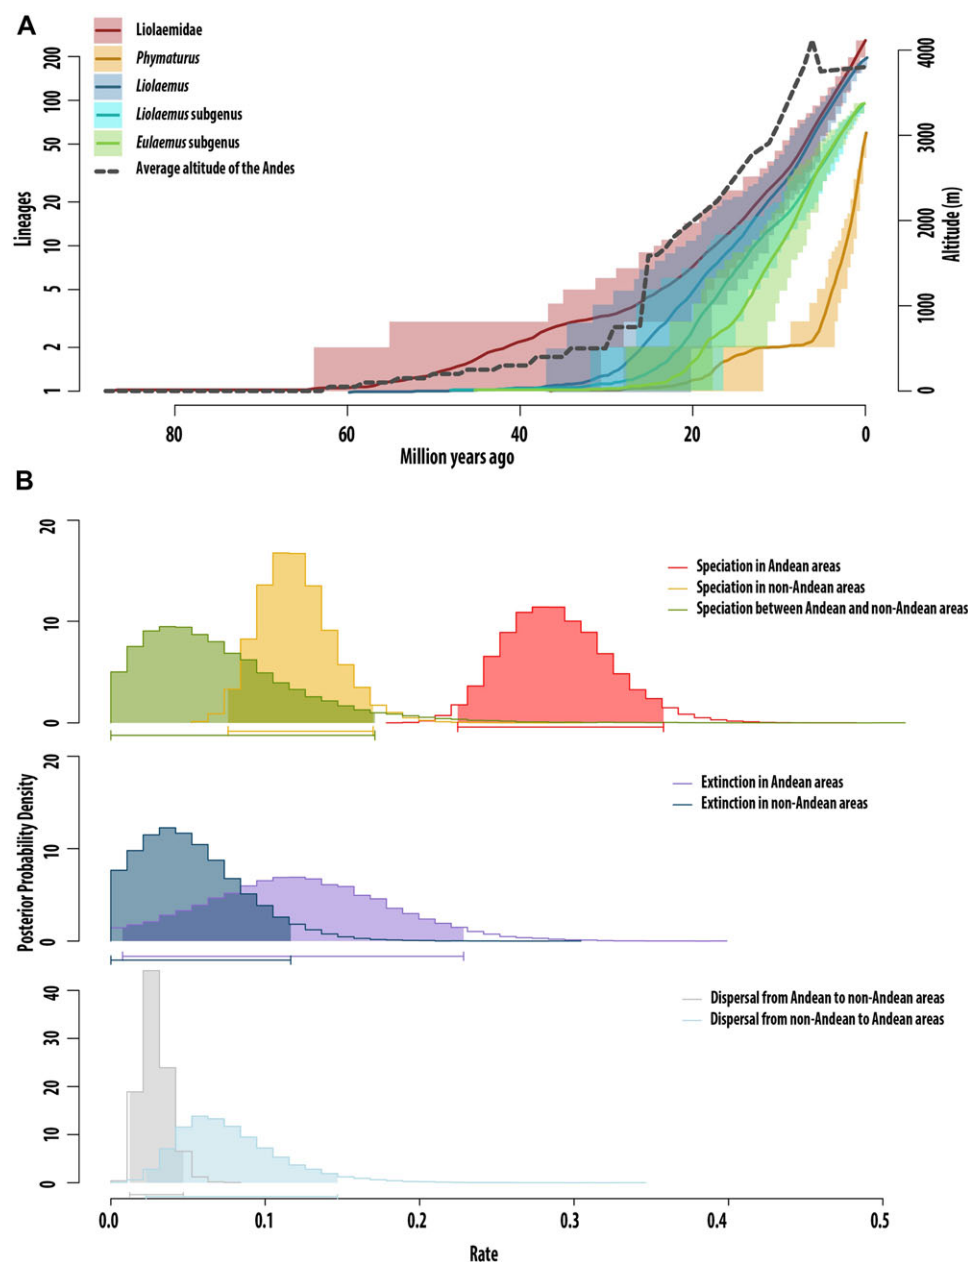 A
Liolaemidae
Phymaturus
Liolaemus
Liolaemus subgenus
Eulaemus subgenus
Average altitude of the Andes
Lineages
200
100
50
20
10
5
2
1
4000
3000
2000
1000
0
Altitude (m)
80 60 40 20 0
Million years ago
B
Posterior Probability Density
20
10
0
Speciation in Andean areas
Speciation in non-Andean areas
Speciation between Andean and non-Andean areas
20
10
0
Extinction in Andean areas
Extinction in non-Andean areas
40
30
20
10
0
Dispersal from Andean to non-Andean areas
Dispersal from non-Andean to Andean areas
0.0 0.1 0.2 0.3 0.4 0.5
Rate